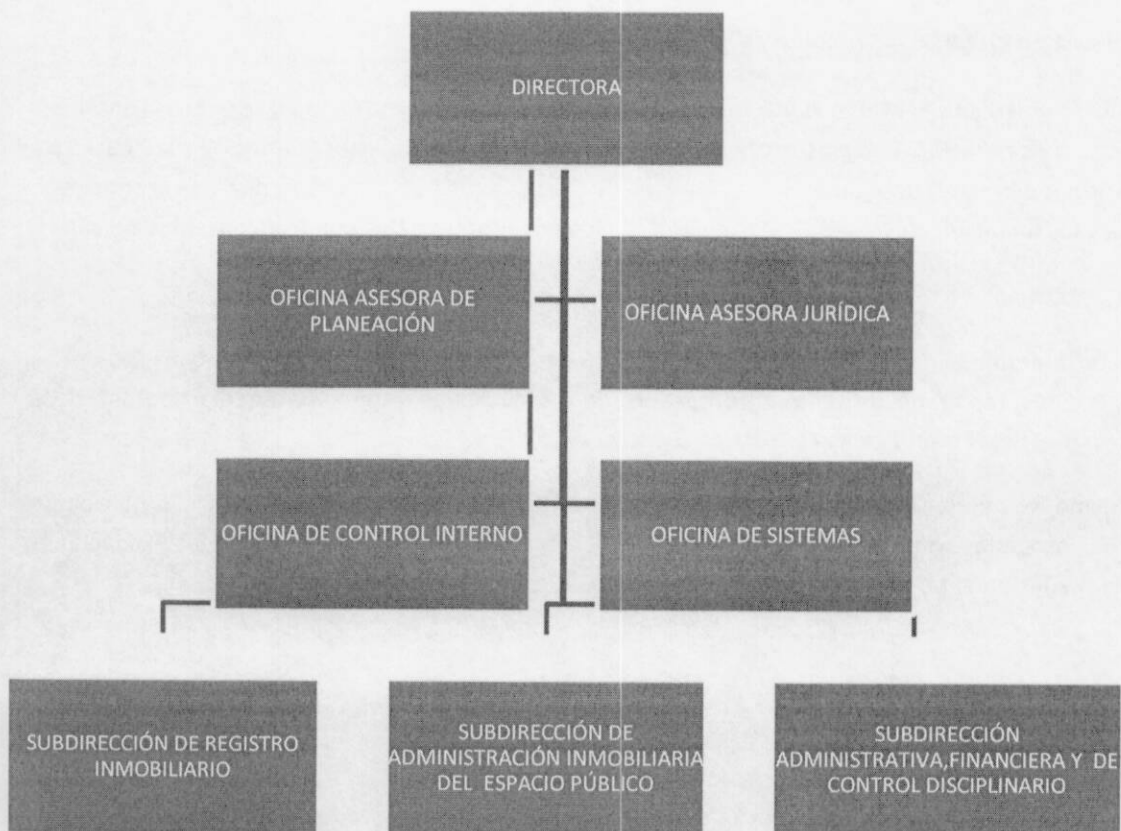 DIRECTORA
OFICINA ASESORA DE
PLANEACIÓN
OFICINA ASESORA JURÍDICA
OFICINA DE CONTROL INTERNO
OFICINA DE SISTEMAS
SUBDIRECCIÓN DE REGISTRO
INMOBILIARIO
SUBDIRECCIÓN DE
ADMINISTRACIÓN INMOBILIARIA
DEL ESPACIO PÚBLICO
SUBDIRECCIÓN
ADMINISTRATIVA,FINANCIERA Y DE
CONTROL DISCIPLINARIO